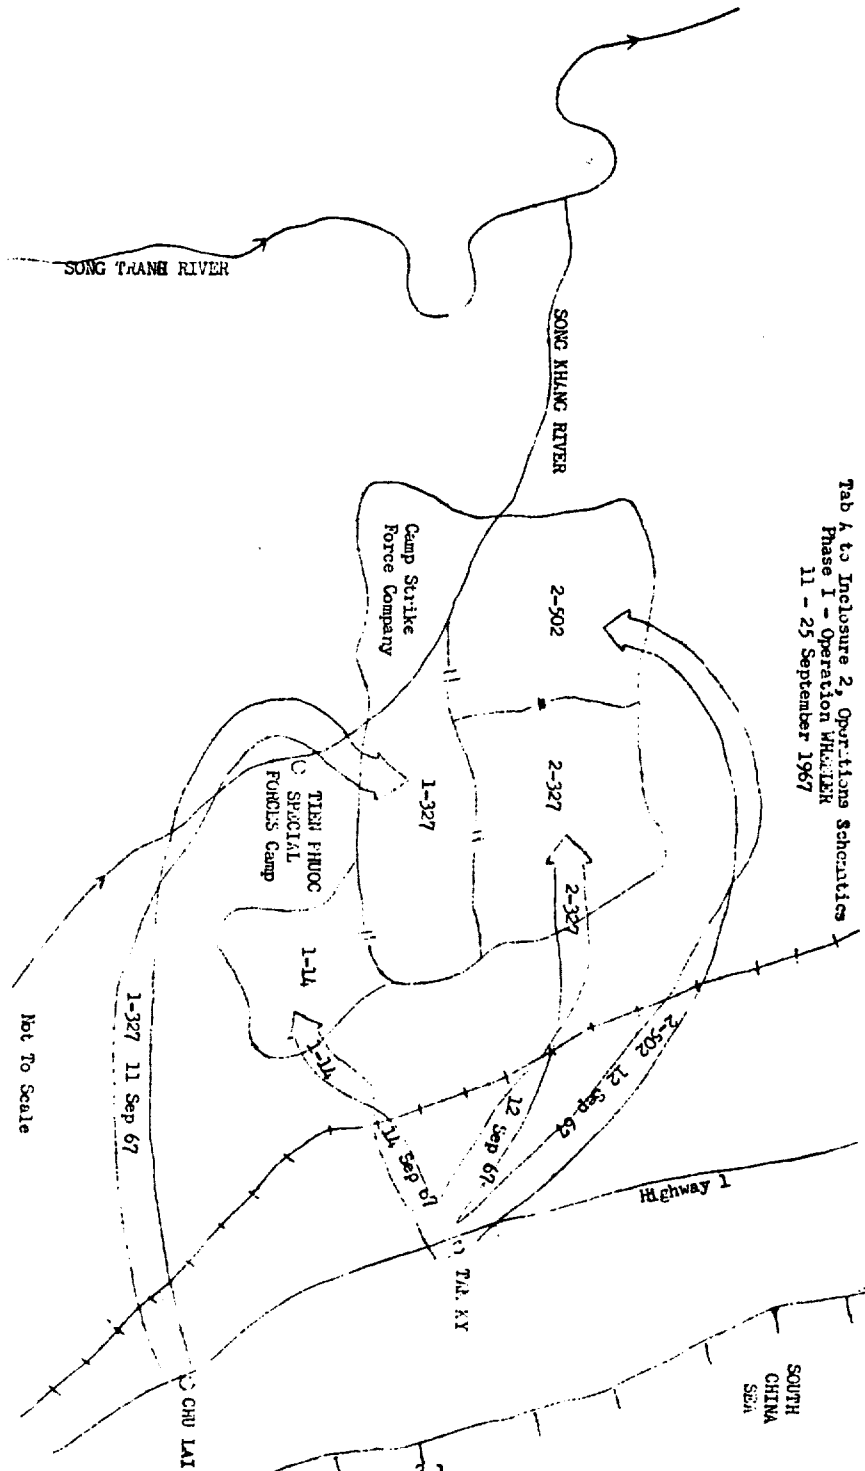 Tab A to Inclosure 2, Operations Schematics
Phase I - Operation WHEELER
11 - 25 September 1967
SONG TRANH RIVER
SONG KHANG RIVER
Camp Strike
Force Company
2-502
2-327
1-327
2-327
TIEN PHUOC
SPECIAL
FORCES Camp
1-14
1-14
14 Sep 67
12 Sep 67
2-502 12 Sep 67
1-327 11 Sep 67
Highway 1
TAM KY
CHU LAI
SOUTH
CHINA
SEA
Not To Scale